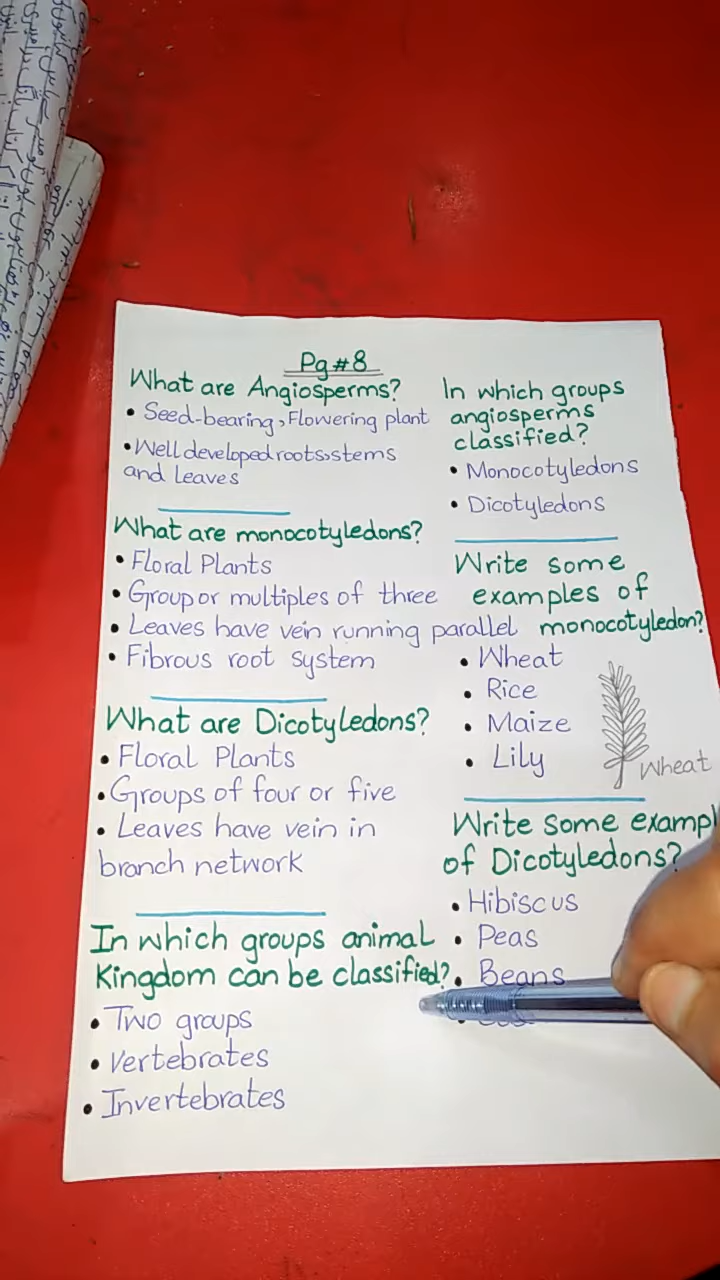 Pg#8
What are Angiosperms?
• Seed-bearing, Flowering plant
• Well developed roots, stems
and leaves
What are monocotyledons?
• Floral Plants
• Group or multiples of three
• Leaves have vein running parallel
• Fibrous root system
What are Dicotyledons?
• Floral Plants
• Groups of four or five
• Leaves have vein in
branch network
In which groups animal
Kingdom can be classified?
• Two groups
• Vertebrates
• Invertebrates
In which groups
angiosperms
classified?
• Monocotyledons
• Dicotyledons
Write some
examples of
monocotyledon?
• Wheat
• Rice
• Maize
• Lily
Wheat
Write some exampl
of Dicotyledons?
• Hibiscus
• Peas
• Beans